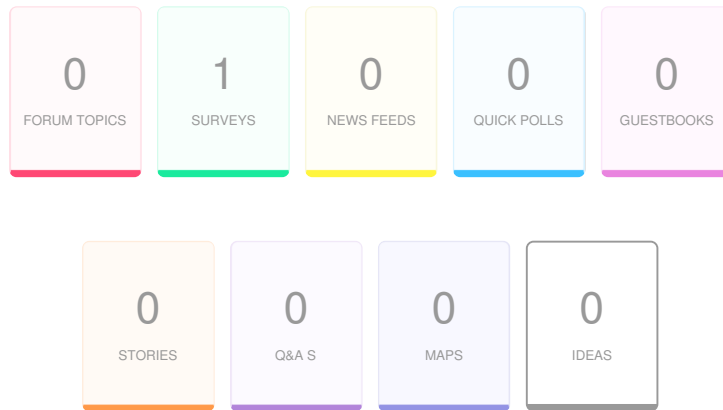 0 1 0 0 0
FORUM TOPICS SURVEYS NEWS FEEDS QUICK POLLS GUESTBOOKS
0 0 0 0
STORIES Q&A S MAPS IDEAS